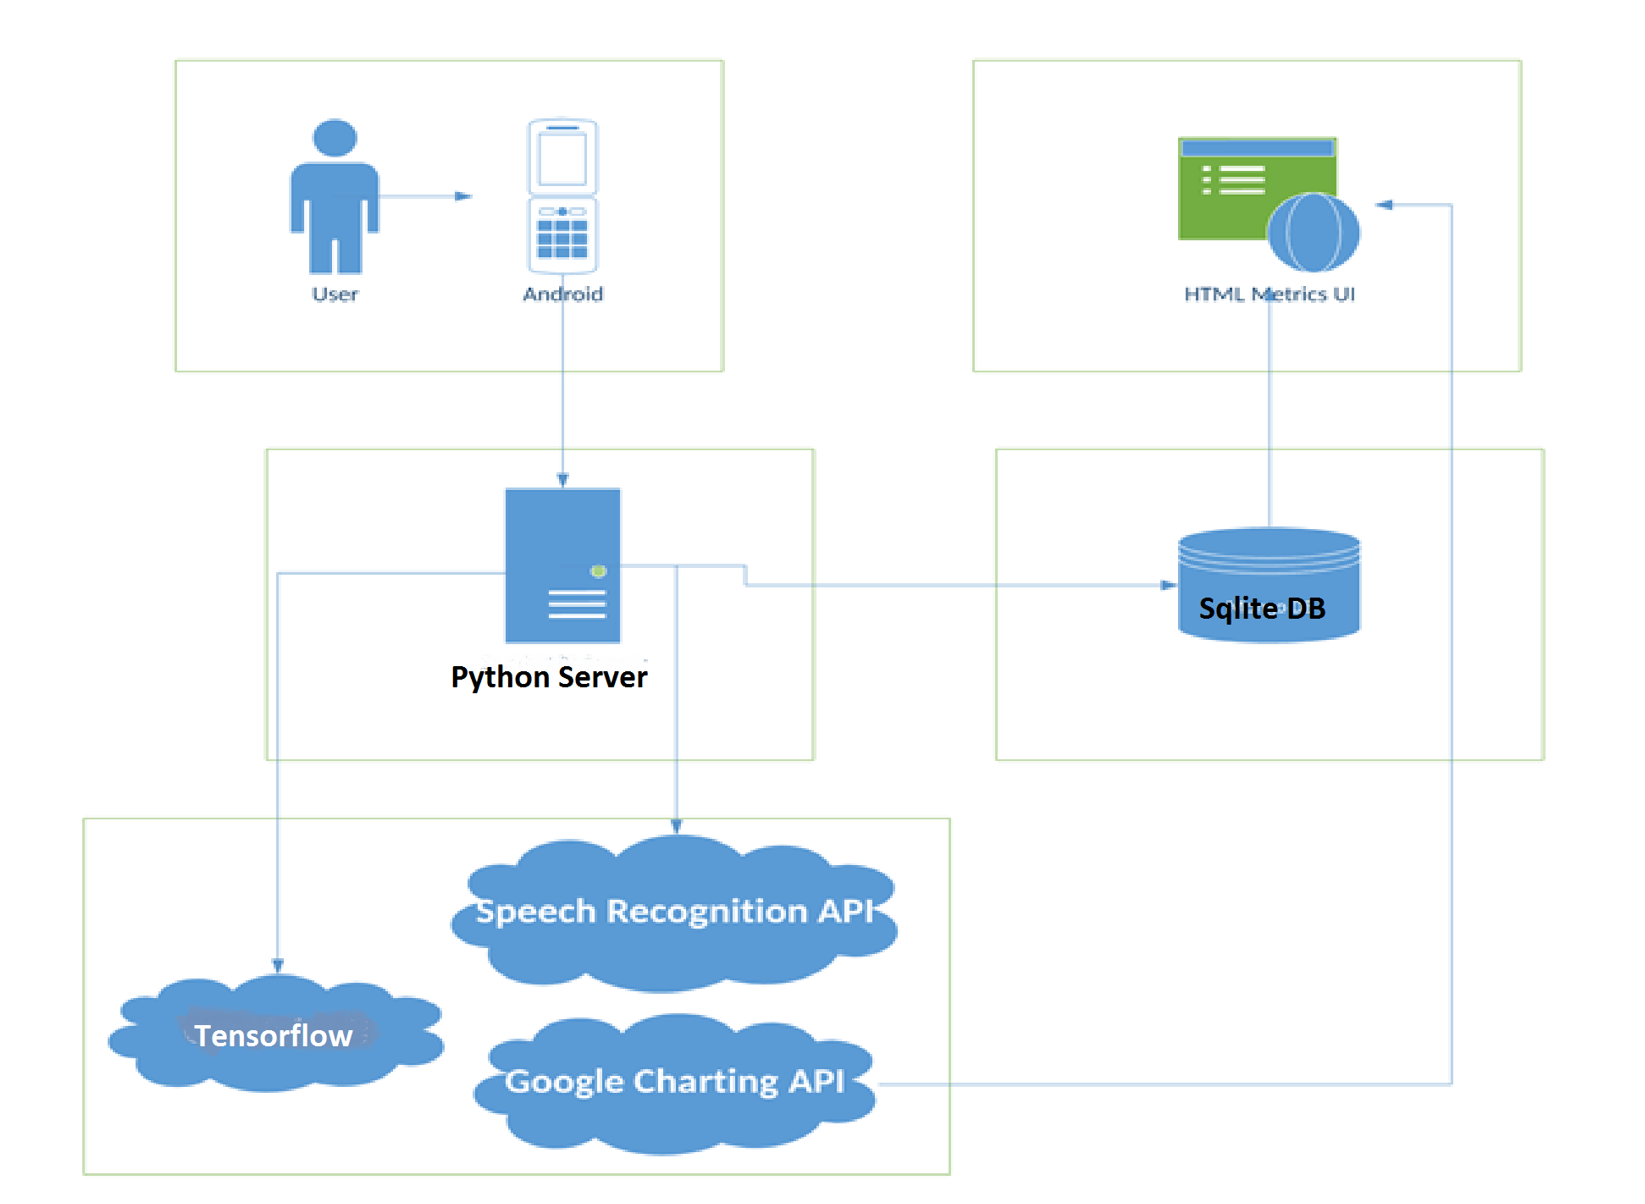 User
Android
HTML Metrics UI
Python Server
Sqlite DB
Speech Recognition API
Tensorflow
Google Charting API